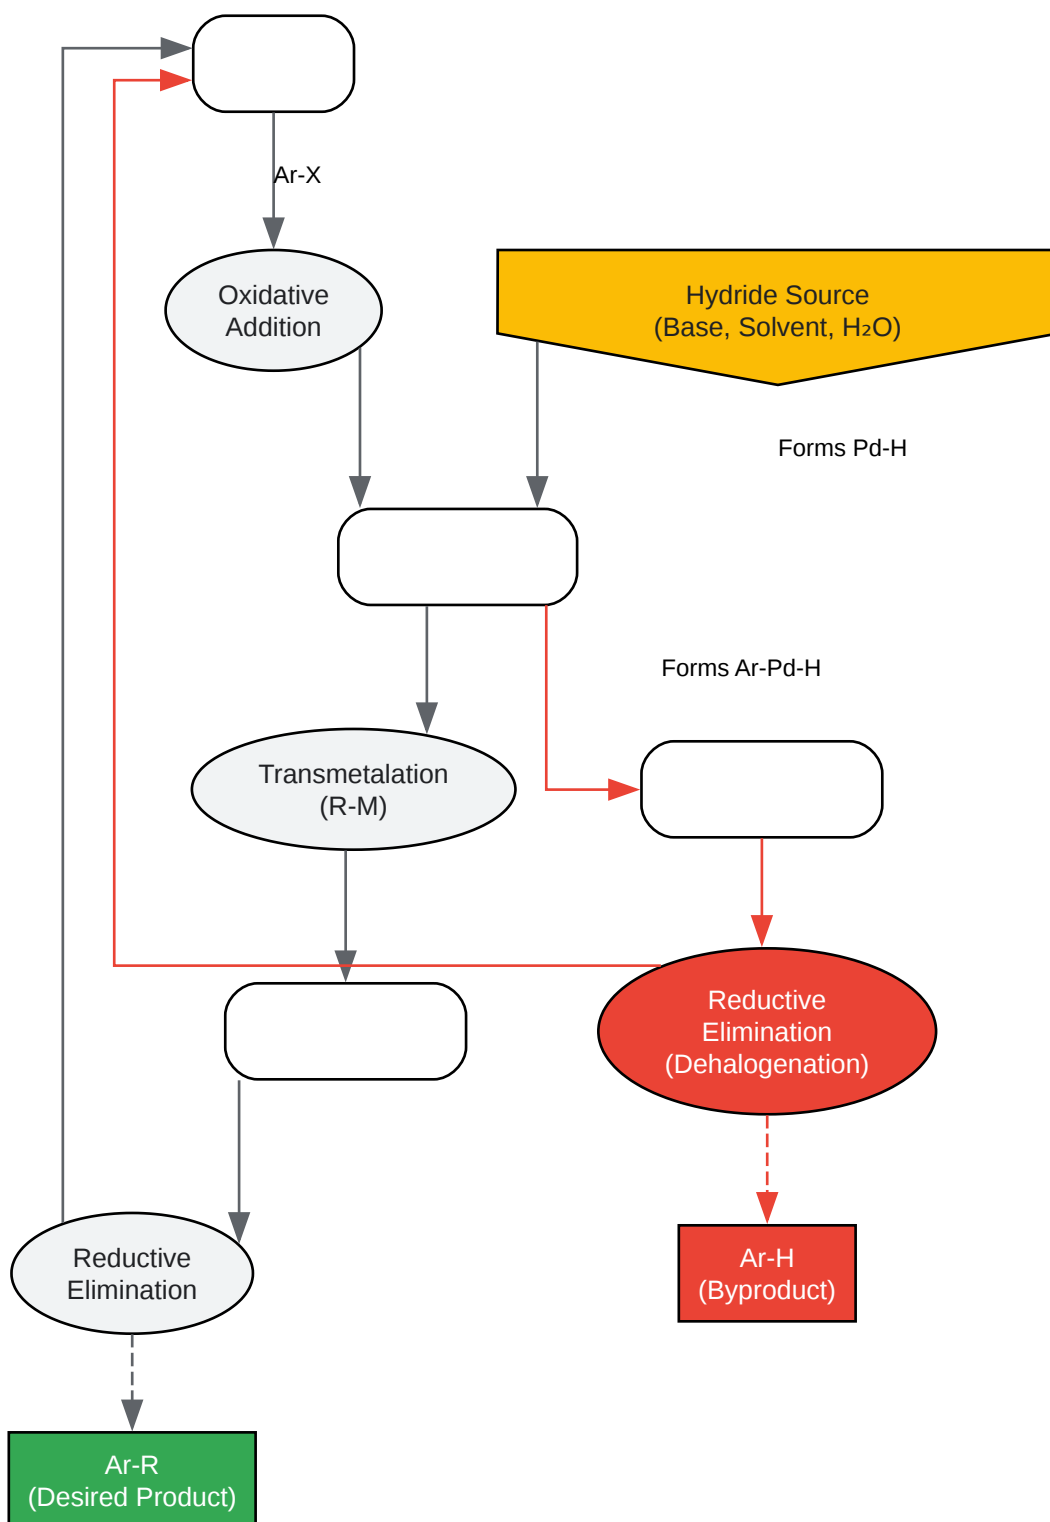 Ar-X
Oxidative
Addition
Hydride Source
(Base, Solvent, H₂O)
Forms Pd-H
Forms Ar-Pd-H
Transmetalation
(R-M)
Reductive
Elimination
(Dehalogenation)
Reductive
Elimination
Ar-H
(Byproduct)
Ar-R
(Desired Product)